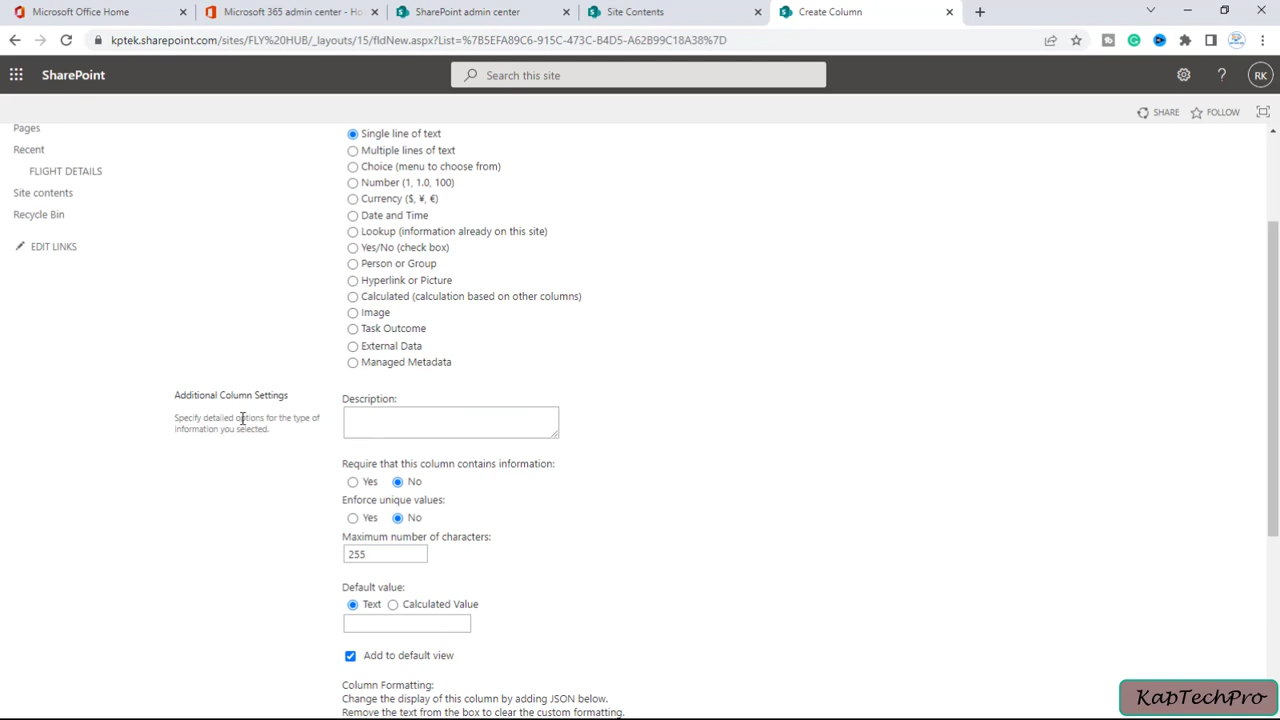 Microsoft Office Home
Microsoft 365 admin center - Ho
SharePoint admin center
Site Contents
Create Column
kptek.sharepoint.com/sites/FLY%20HUB/_layouts/15/fldNew.aspx?List=%7B5EFA89C6-915C-473C-B4D5-A62B99C18A38%7D
SharePoint
Search this site
?
RK
SHARE
FOLLOW
Pages
Recent
FLIGHT DETAILS
Site contents
Recycle Bin
EDIT LINKS
Single line of text
Multiple lines of text
Choice (menu to choose from)
Number (1, 1.0, 100)
Currency ($, ¥, €)
Date and Time
Lookup (information already on this site)
Yes/No (check box)
Person or Group
Hyperlink or Picture
Calculated (calculation based on other columns)
Image
Task Outcome
External Data
Managed Metadata
Additional Column Settings
Specify detailed options for the type of
information you selected.
Description:
Require that this column contains information:
Yes No
Enforce unique values:
Yes No
Maximum number of characters:
255
Default value:
Text Calculated Value
Add to default view
Column Formatting:
Change the display of this column by adding JSON below.
Remove the text from the box to clear the custom formatting.
KapTechPro